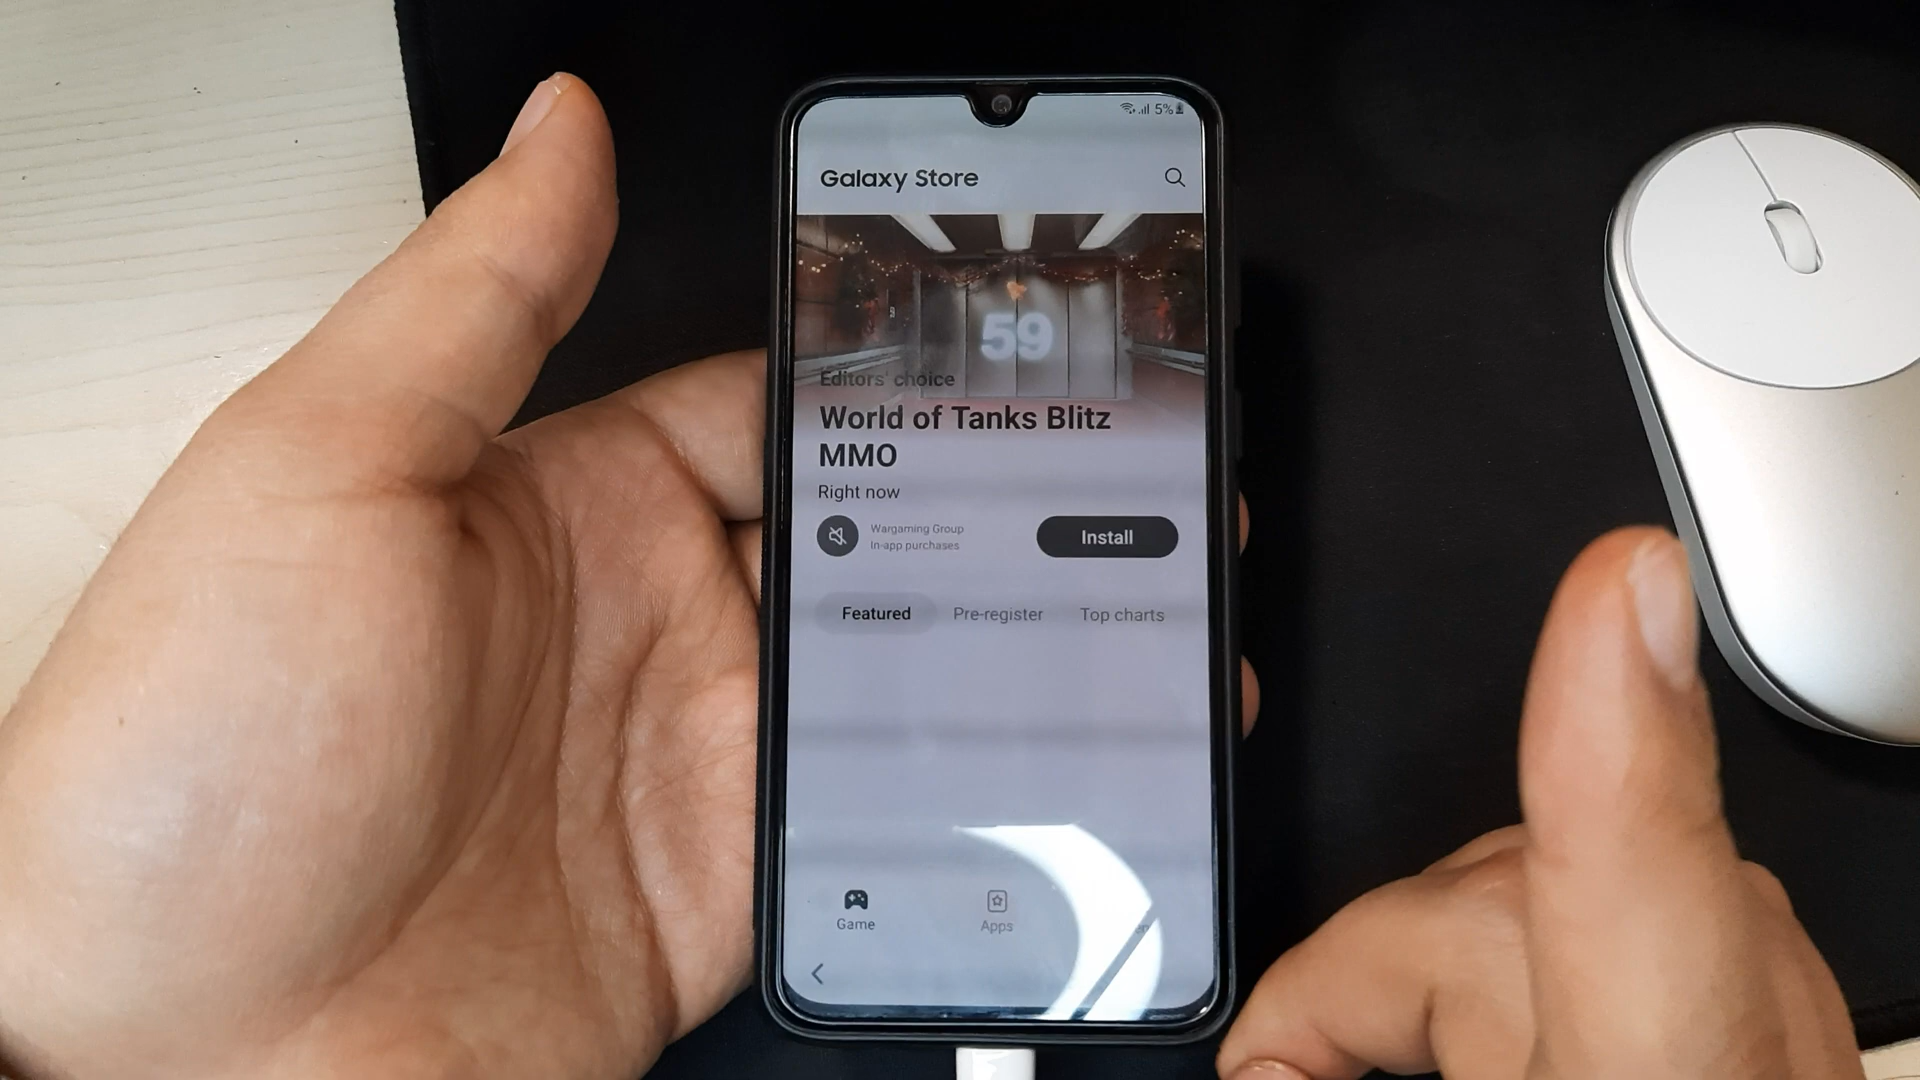 5%
Galaxy Store
59
Editors' choice
World of Tanks Blitz
MMO
Right now
Wargaming Group
In-app purchases
Install
Featured
Pre-register
Top charts
Game
Apps